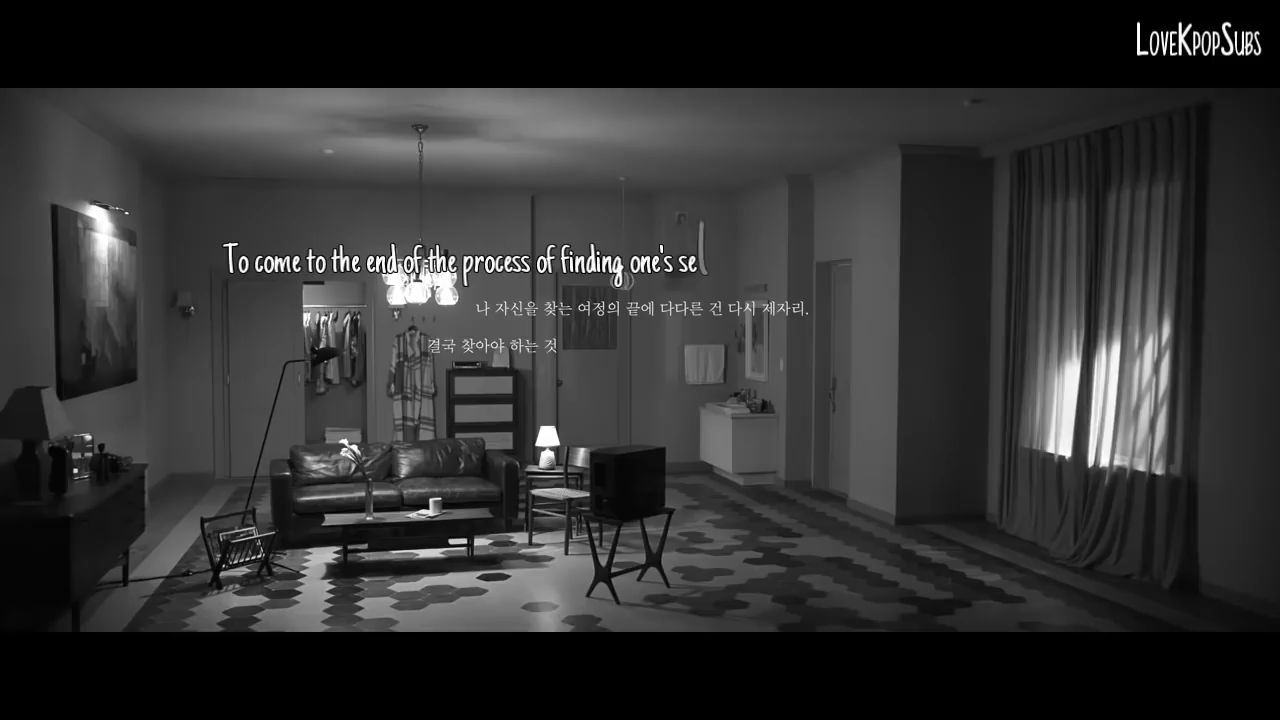 LoveKpopSubs
To come to the end of the process of finding one's sel
나 자신을 찾는 여정의 끝에 다다른 건 다시 제자리.
결국 찾아야 하는 것